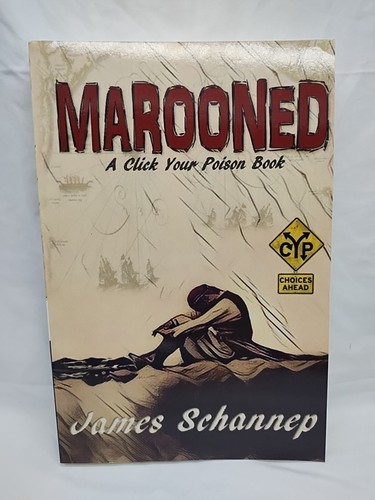 MAROONED
A Click Your Poison Book
CYP
CHOICES
AHEAD
James Schannep